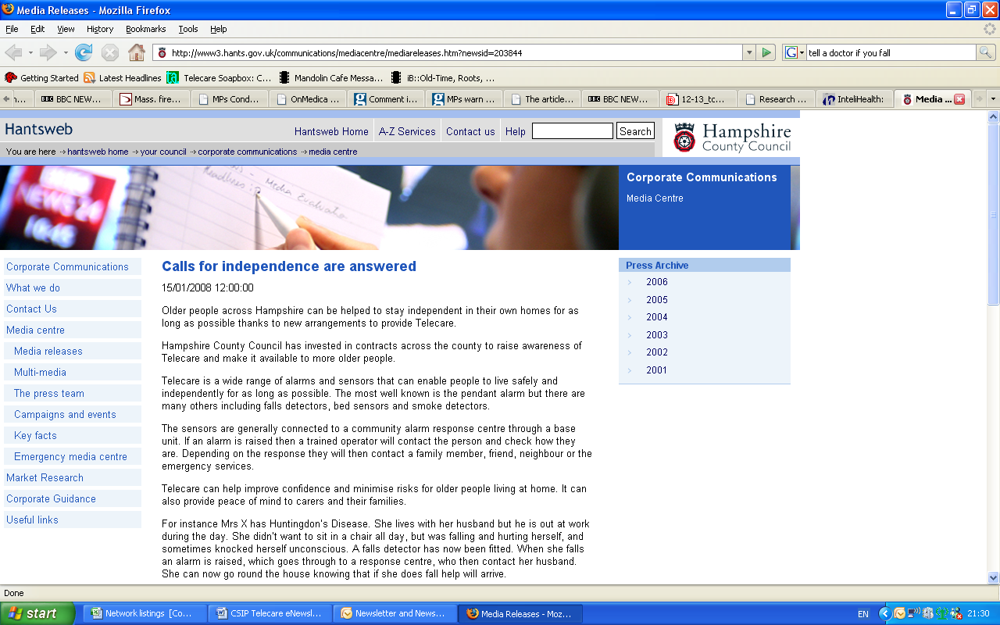 Media Releases - Mozilla Firefox
File Edit View History Bookmarks Tools Help
http://www3.hants.gov.uk/communications/mediacentre/mediareleases.htm?newsid=203844
G tell a doctor if you fall
Getting Started Latest Headlines Telecare Soapbox: C... Mandolin Cafe Messa... iB::Old-Time, Roots, ...
n... BBC NEW... Mass. fire... MPs Cond... OnMedica ... Comment i... MPs warn ... The article... BBC NEW... 12-13_tc... Research ... InteliHealth: Media ...
Hantsweb
Hantsweb Home A-Z Services Contact us Help Search
Hampshire
County Council
You are here hantsweb home your council corporate communications media centre
NEWS 24
Headlines:
Media Evaluation
Corporate Communications
Media Centre
Corporate Communications
What we do
Contact Us
Media centre
Media releases
Multi-media
The press team
Campaigns and events
Key facts
Emergency media centre
Market Research
Corporate Guidance
Useful links
Calls for independence are answered
15/01/2008 12:00:00
Older people across Hampshire can be helped to stay independent in their own homes for as
long as possible thanks to new arrangements to provide Telecare.
Hampshire County Council has invested in contracts across the county to raise awareness of
Telecare and make it available to more older people.
Telecare is a wide range of alarms and sensors that can enable people to live safely and
independently for as long as possible. The most well known is the pendant alarm but there are
many others including falls detectors, bed sensors and smoke detectors.
The sensors are generally connected to a community alarm response centre through a base
unit. If an alarm is raised then a trained operator will contact the person and check how they
are. Depending on the response they will then contact a family member, friend, neighbour or the
emergency services.
Telecare can help improve confidence and minimise risks for older people living at home. It can
also provide peace of mind to carers and their families.
For instance Mrs X has Huntingdon's Disease. She lives with her husband but he is out at work
during the day. She didn't want to sit in a chair all day, but was falling and hurting herself, and
sometimes knocked herself unconscious. A falls detector has now been fitted. When she falls
an alarm is raised, which goes through to a response centre, who then contact her husband.
She can now go round the house knowing that if she does fall help will arrive.
Press Archive
2006
2005
2004
2003
2002
2001
Done
start Network listings [Co... CSIP Telecare eNewsl... Newsletter and News... Media Releases - Moz... EN 21:30